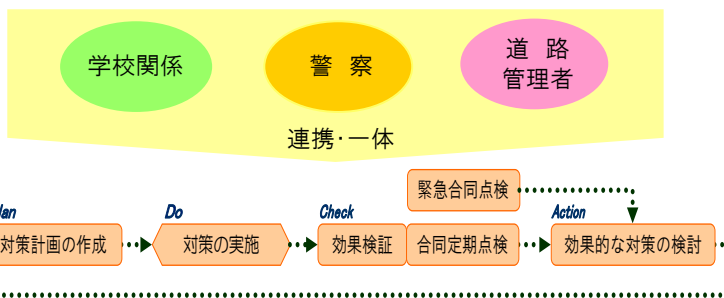 学校関係
警 察
道 路
管理者
連携・一体
緊急合同点検
lan
Do
Check
Action
対策計画の作成
対策の実施
効果検証
合同定期点検
効果的な対策の検討